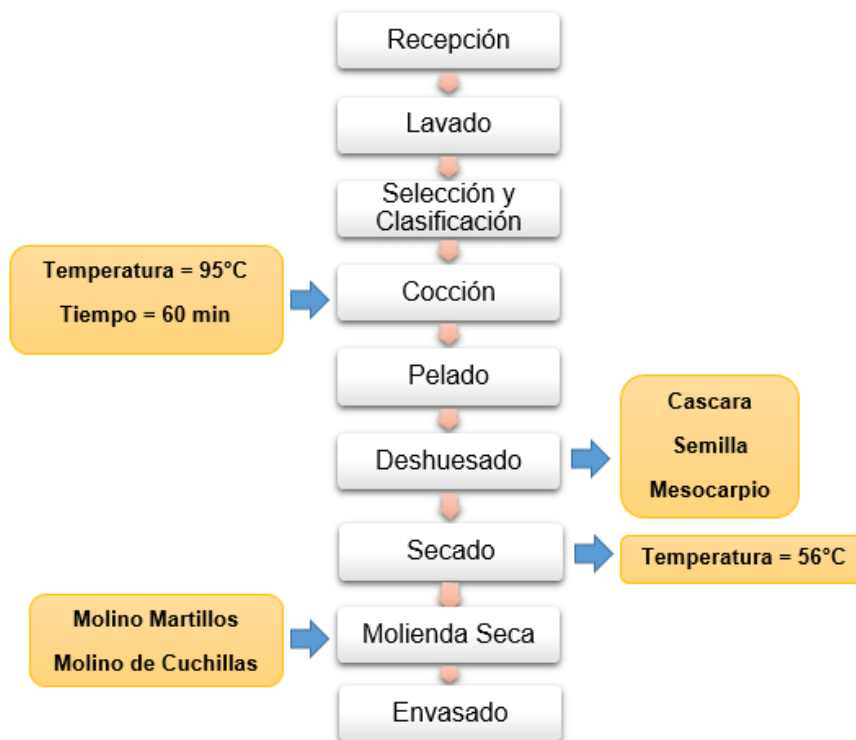 Recepción
Lavado
Selección y
Clasificación
Temperatura = 95°C
Tiempo = 60 min
Cocción
Pelado
Deshuesado
Cascara
Semilla
Mesocarpio
Secado
Temperatura = 56°C
Molino Martillos
Molino de Cuchillas
Molienda Seca
Envasado